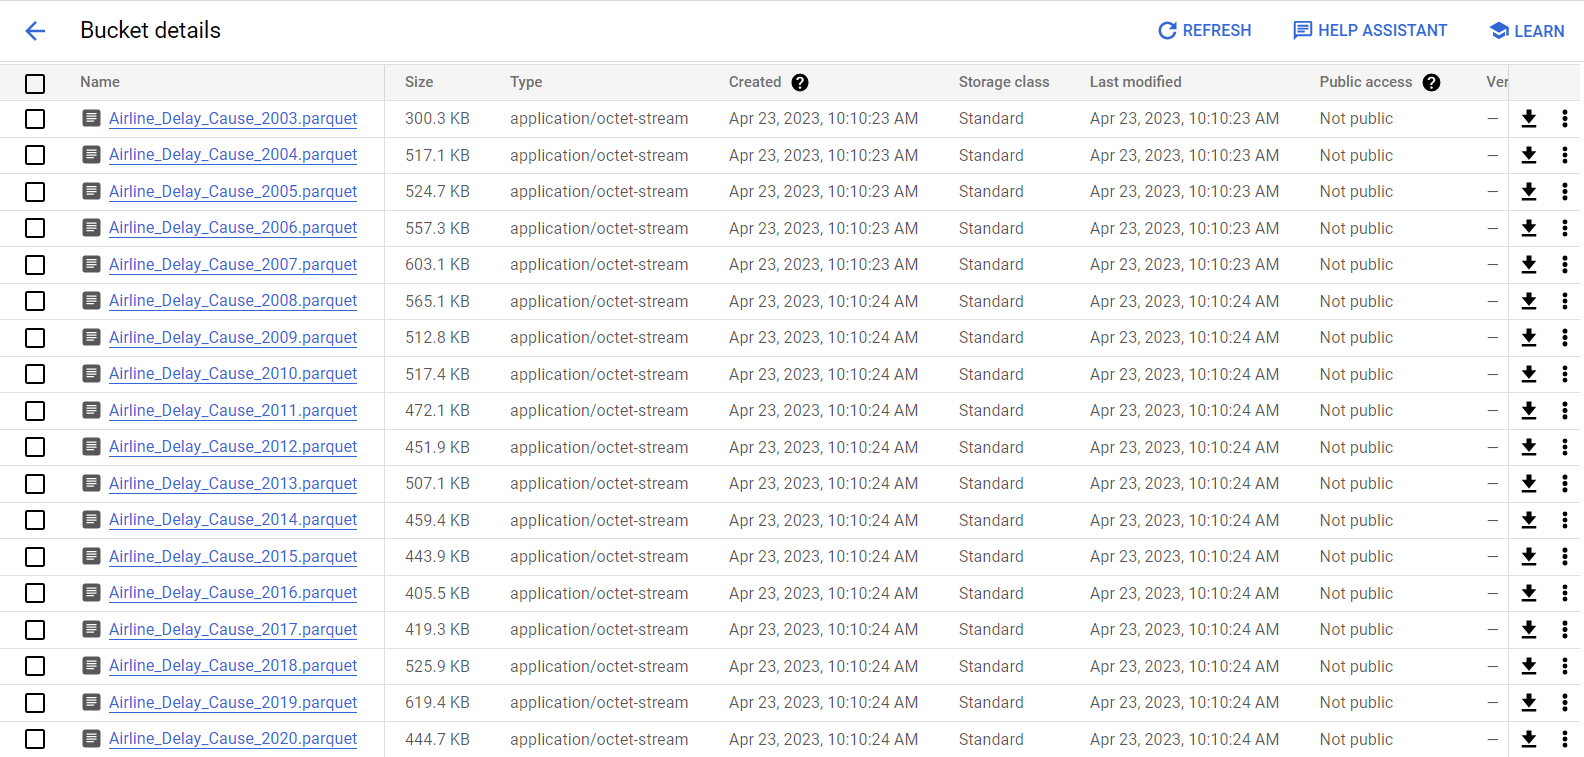 Bucket details REFRESH HELP ASSISTANT LEARN
Name Size Type Created ? Storage class Last modified Public access ? Ver
Airline_Delay_Cause_2003.parquet 300.3 KB application/octet-stream Apr 23, 2023, 10:10:23 AM Standard Apr 23, 2023, 10:10:23 AM Not public —
Airline_Delay_Cause_2004.parquet 517.1 KB application/octet-stream Apr 23, 2023, 10:10:23 AM Standard Apr 23, 2023, 10:10:23 AM Not public —
Airline_Delay_Cause_2005.parquet 524.7 KB application/octet-stream Apr 23, 2023, 10:10:23 AM Standard Apr 23, 2023, 10:10:23 AM Not public —
Airline_Delay_Cause_2006.parquet 557.3 KB application/octet-stream Apr 23, 2023, 10:10:23 AM Standard Apr 23, 2023, 10:10:23 AM Not public —
Airline_Delay_Cause_2007.parquet 603.1 KB application/octet-stream Apr 23, 2023, 10:10:23 AM Standard Apr 23, 2023, 10:10:23 AM Not public —
Airline_Delay_Cause_2008.parquet 565.1 KB application/octet-stream Apr 23, 2023, 10:10:24 AM Standard Apr 23, 2023, 10:10:24 AM Not public —
Airline_Delay_Cause_2009.parquet 512.8 KB application/octet-stream Apr 23, 2023, 10:10:24 AM Standard Apr 23, 2023, 10:10:24 AM Not public —
Airline_Delay_Cause_2010.parquet 517.4 KB application/octet-stream Apr 23, 2023, 10:10:24 AM Standard Apr 23, 2023, 10:10:24 AM Not public —
Airline_Delay_Cause_2011.parquet 472.1 KB application/octet-stream Apr 23, 2023, 10:10:24 AM Standard Apr 23, 2023, 10:10:24 AM Not public —
Airline_Delay_Cause_2012.parquet 451.9 KB application/octet-stream Apr 23, 2023, 10:10:24 AM Standard Apr 23, 2023, 10:10:24 AM Not public —
Airline_Delay_Cause_2013.parquet 507.1 KB application/octet-stream Apr 23, 2023, 10:10:24 AM Standard Apr 23, 2023, 10:10:24 AM Not public —
Airline_Delay_Cause_2014.parquet 459.4 KB application/octet-stream Apr 23, 2023, 10:10:24 AM Standard Apr 23, 2023, 10:10:24 AM Not public —
Airline_Delay_Cause_2015.parquet 443.9 KB application/octet-stream Apr 23, 2023, 10:10:24 AM Standard Apr 23, 2023, 10:10:24 AM Not public —
Airline_Delay_Cause_2016.parquet 405.5 KB application/octet-stream Apr 23, 2023, 10:10:24 AM Standard Apr 23, 2023, 10:10:24 AM Not public —
Airline_Delay_Cause_2017.parquet 419.3 KB application/octet-stream Apr 23, 2023, 10:10:24 AM Standard Apr 23, 2023, 10:10:24 AM Not public —
Airline_Delay_Cause_2018.parquet 525.9 KB application/octet-stream Apr 23, 2023, 10:10:24 AM Standard Apr 23, 2023, 10:10:24 AM Not public —
Airline_Delay_Cause_2019.parquet 619.4 KB application/octet-stream Apr 23, 2023, 10:10:24 AM Standard Apr 23, 2023, 10:10:24 AM Not public —
Airline_Delay_Cause_2020.parquet 444.7 KB application/octet-stream Apr 23, 2023, 10:10:24 AM Standard Apr 23, 2023, 10:10:24 AM Not public —